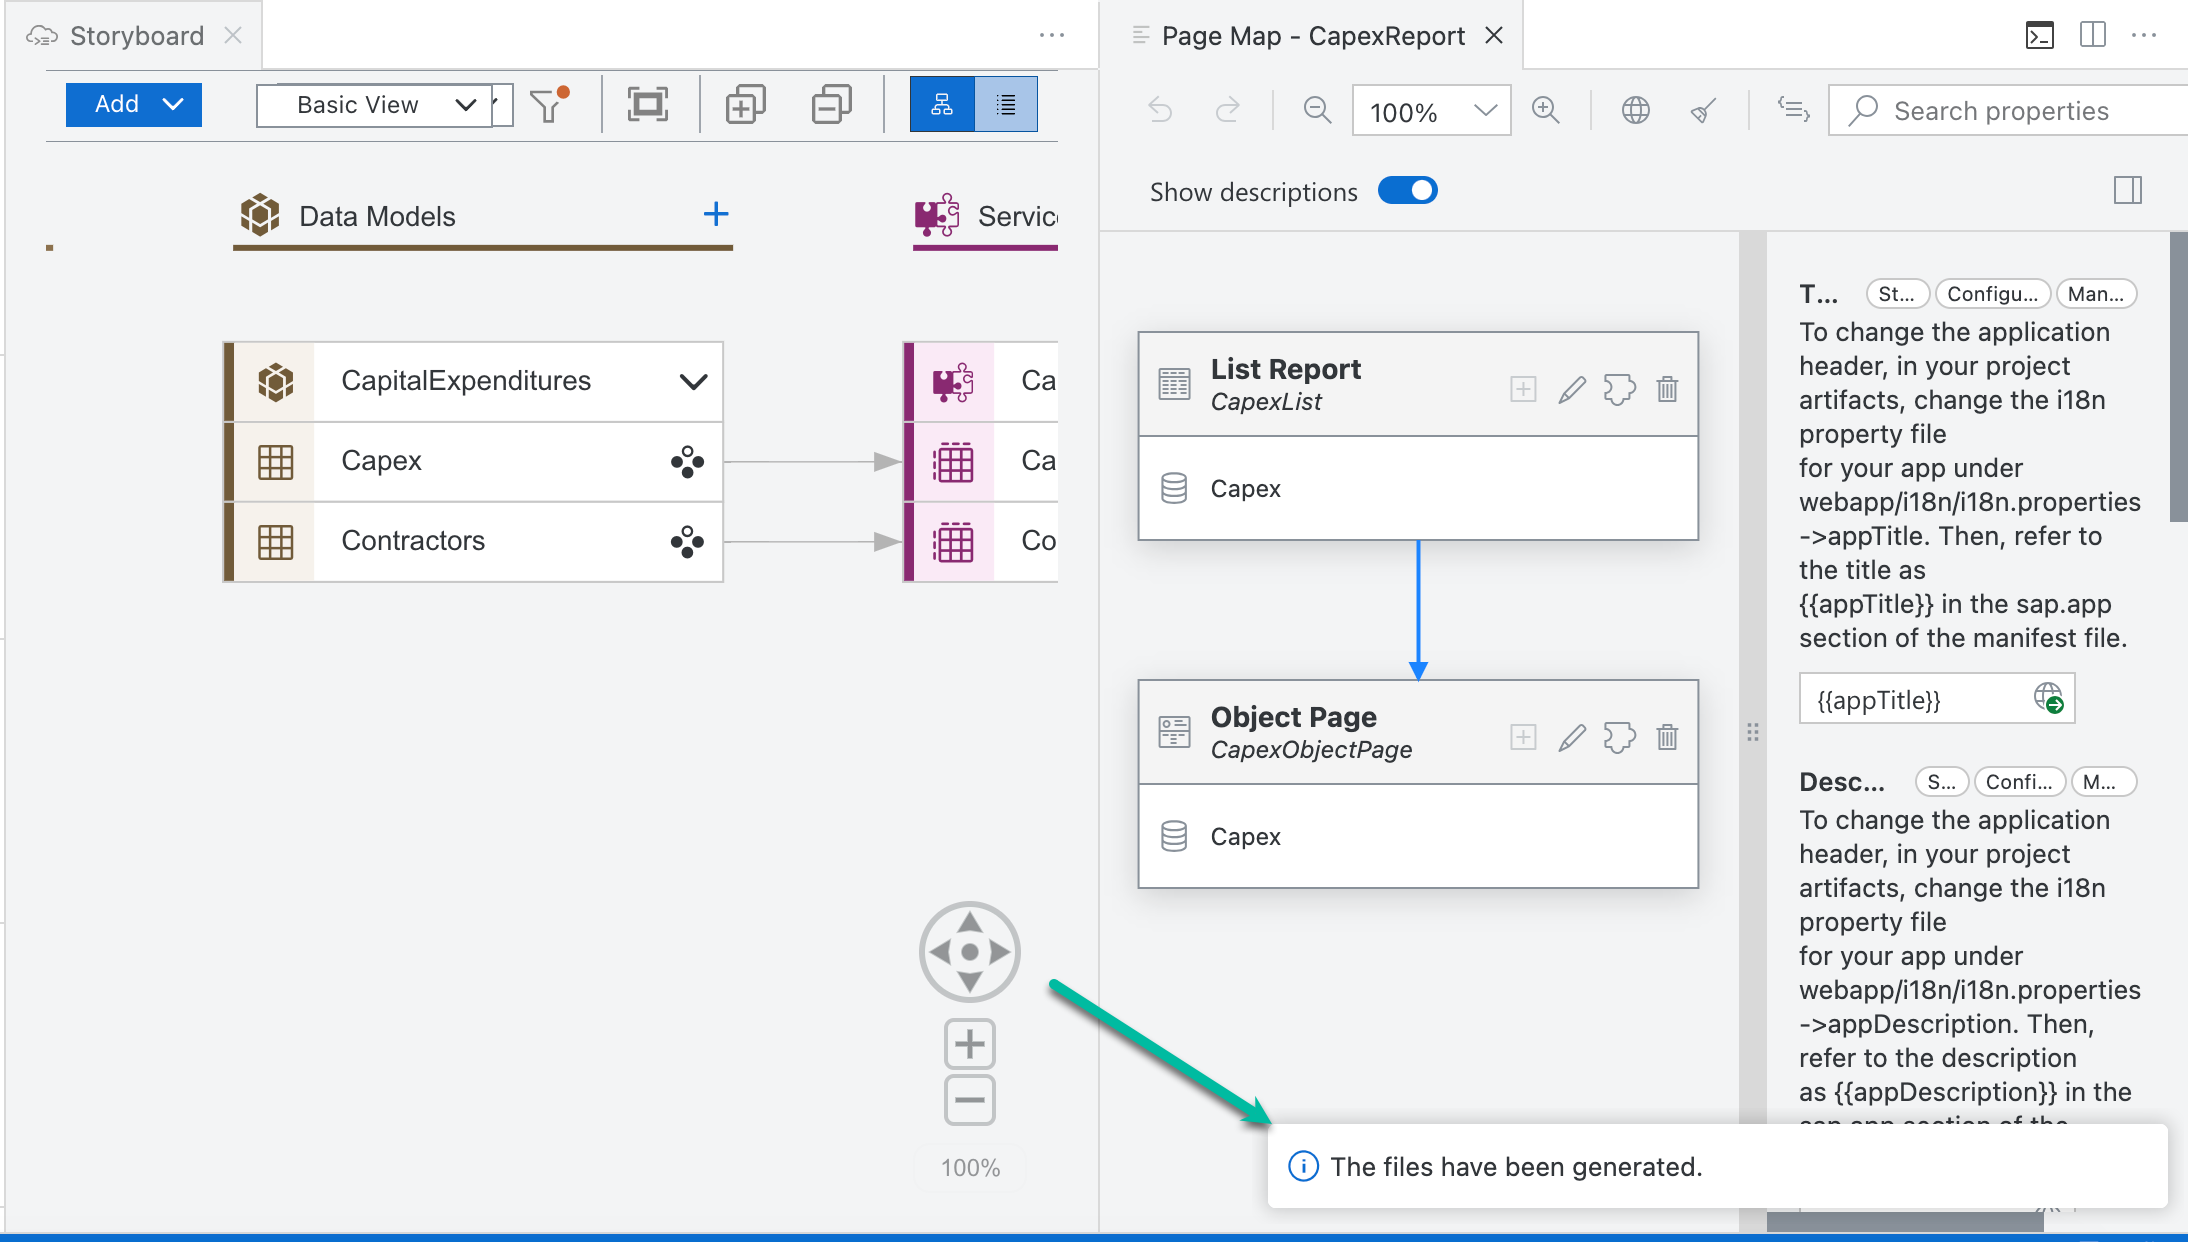 Storyboard
Page Map - CapexReport
Add
Basic View
100%
Search properties
Show descriptions
Data Models
CapitalExpenditures
Capex
Contractors
Ca
Ca
Co
100%
List Report
CapexList
Capex
Object Page
CapexObjectPage
Capex
T... St... Configu... Man...
To change the application
header, in your project
artifacts, change the i18n
property file
for your app under
webapp/i18n/i18n.properties
->appTitle. Then, refer to
the title as
{{appTitle}} in the sap.app
section of the manifest file.
{{appTitle}}
Desc... S... Confi... M...
To change the application
header, in your project
artifacts, change the i18n
property file
for your app under
webapp/i18n/i18n.properties
->appDescription. Then,
refer to the description
as {{appDescription}} in the
The files have been generated.